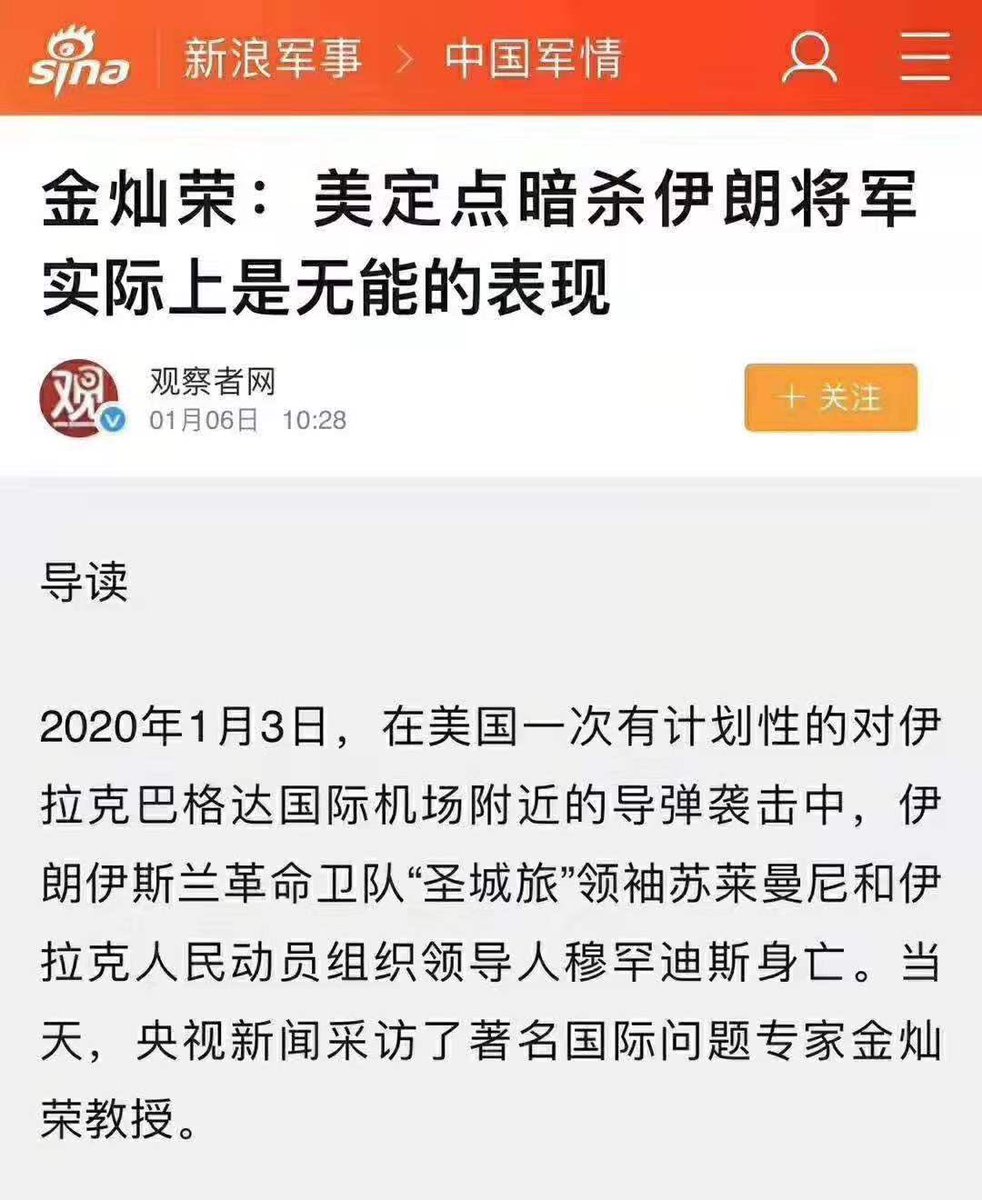 sina 新浪军事 > 中国军情
金灿荣：美定点暗杀伊朗将军
实际上是无能的表现
观 观察者网
01月06日 10:28
+ 关注
导读
2020年1月3日，在美国一次有计划性的对伊
拉克巴格达国际机场附近的导弹袭击中，伊
朗伊斯兰革命卫队“圣城旅”领袖苏莱曼尼和伊
拉克人民动员组织领导人穆罕迪斯身亡。当
天，央视新闻采访了著名国际问题专家金灿
荣教授。